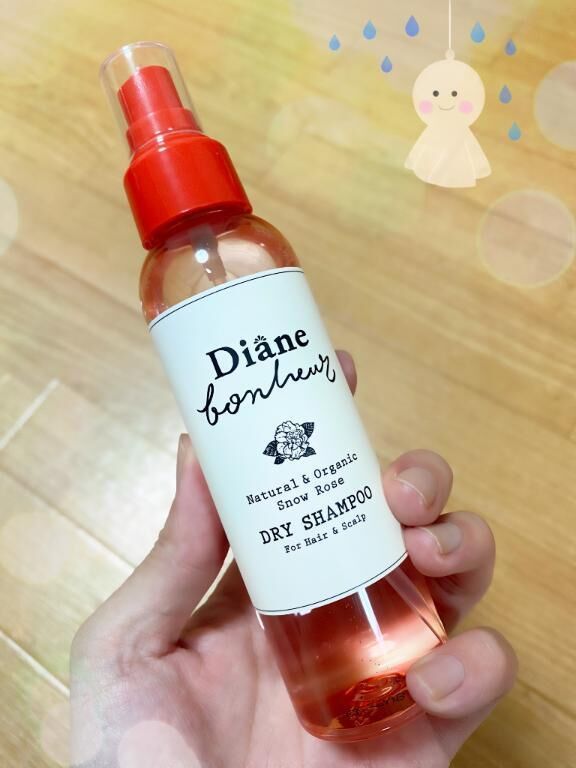 Diane
bonheur
Natural & Organic
Snow Rose
DRY SHAMPOO
For Hair & Scalp